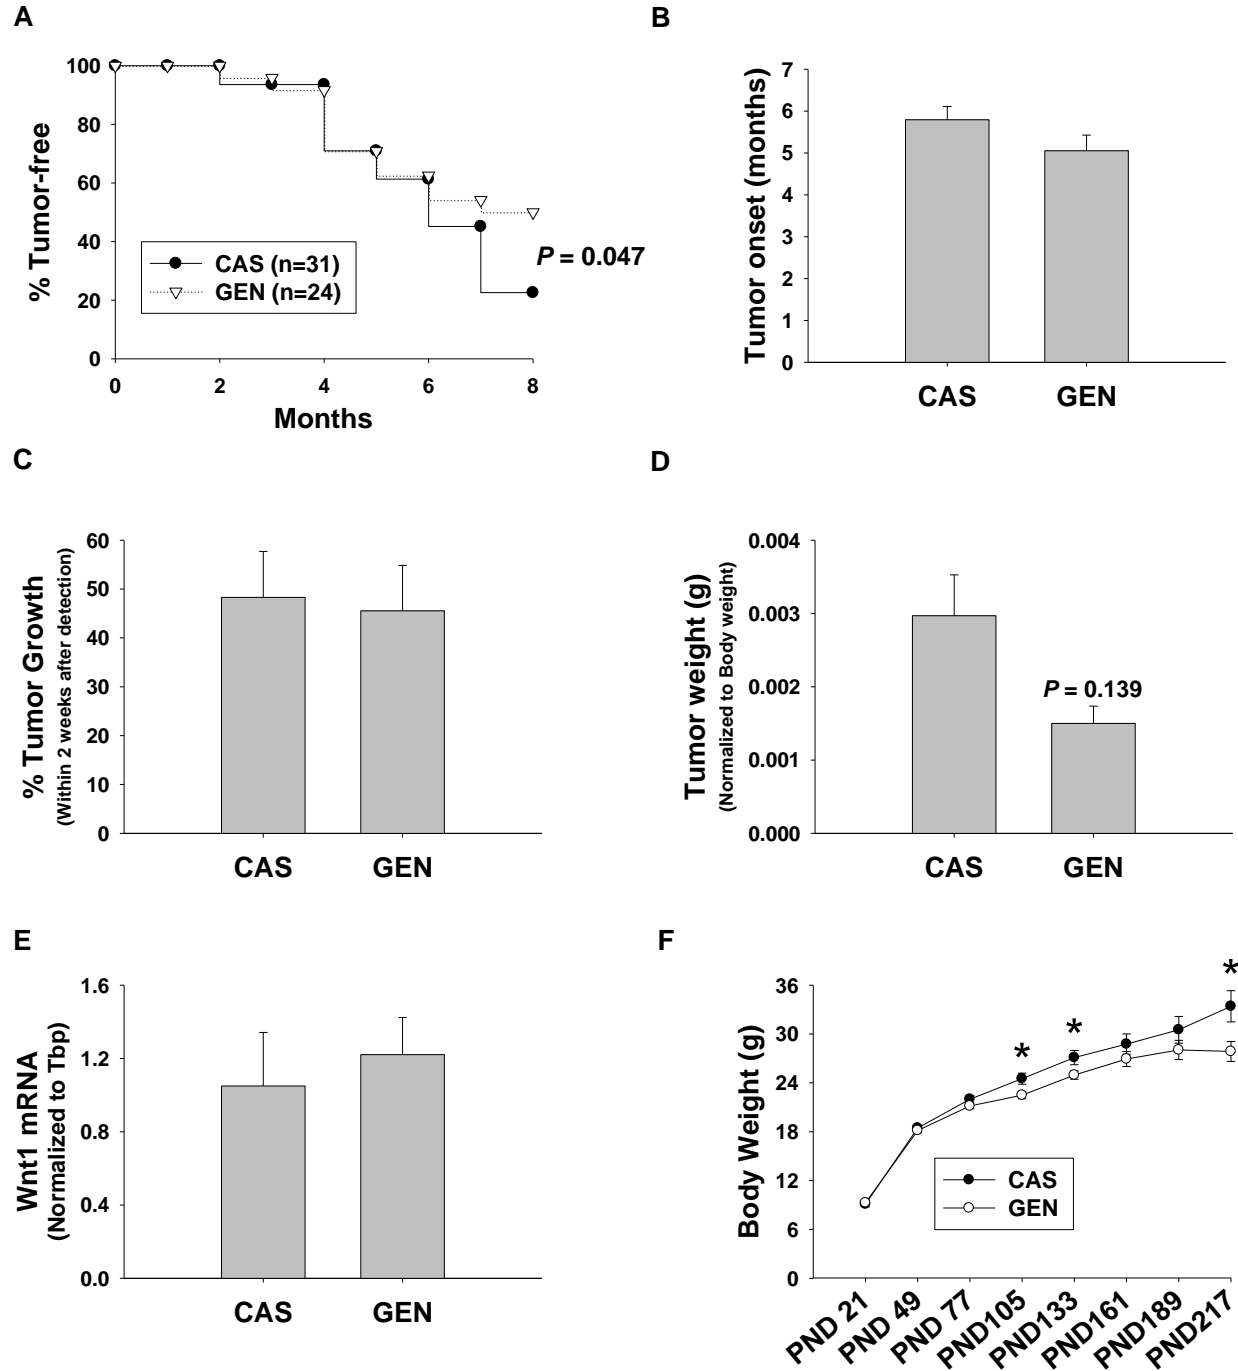 A
% Tumor-free
100
80
60
40
20
0
CAS (n=31)
GEN (n=24)
P = 0.047
0 2 4 6 8
Months
B
Tumor onset (months)
7
6
5
4
3
2
1
0
CAS GEN
C
% Tumor Growth
(Within 2 weeks after detection)
60
50
40
30
20
10
0
CAS GEN
D
Tumor weight (g)
(Normalized to Body weight)
0.004
0.003
0.002
0.001
0.000
P = 0.139
CAS GEN
E
Wnt1 mRNA
(Normalized to Tbp)
1.6
1.2
0.8
0.4
0.0
CAS GEN
F
Body Weight (g)
36
30
24
18
12
6
0
*
*
*
CAS
GEN
PND 21
PND 49
PND 77
PND105
PND133
PND161
PND189
PND217